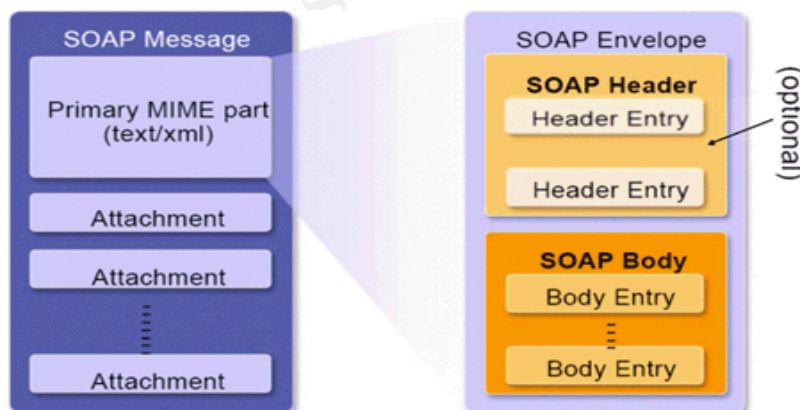 SOAP Message
Primary MIME part
(text/xml)
Attachment
Attachment
Attachment
SOAP Envelope
SOAP Header
Header Entry
Header Entry
(optional)
SOAP Body
Body Entry
Body Entry